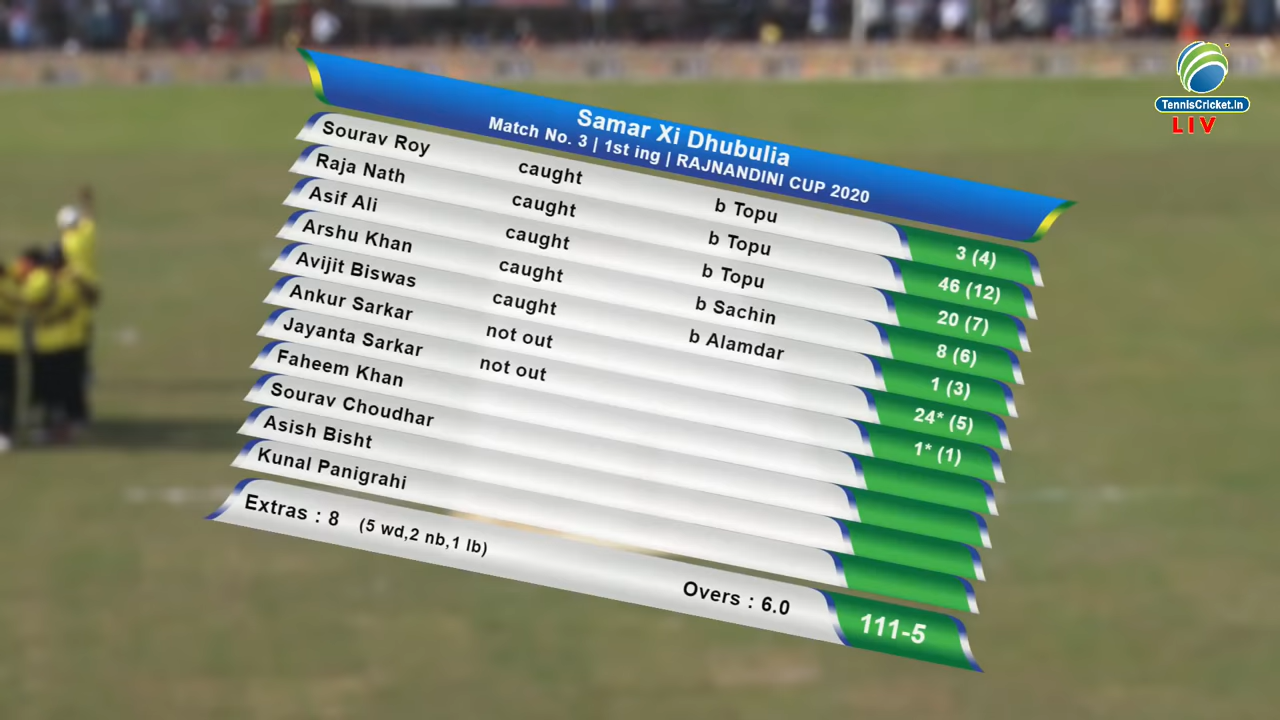 TennisCricket.In
LIV
Samar Xi Dhubulia
Match No. 3 | 1st ing | RAJNANDINI CUP 2020
Sourav Roy caught b Topu 3 (4)
Raja Nath caught b Topu 46 (12)
Asif Ali caught b Topu 20 (7)
Arshu Khan caught b Sachin 8 (6)
Avijit Biswas caught b Alamdar 1 (3)
Ankur Sarkar not out 24* (5)
Jayanta Sarkar not out 1* (1)
Faheem Khan
Sourav Choudhar
Asish Bisht
Kunal Panigrahi
Extras : 8 (5 wd,2 nb,1 lb)
Overs : 6.0 111-5